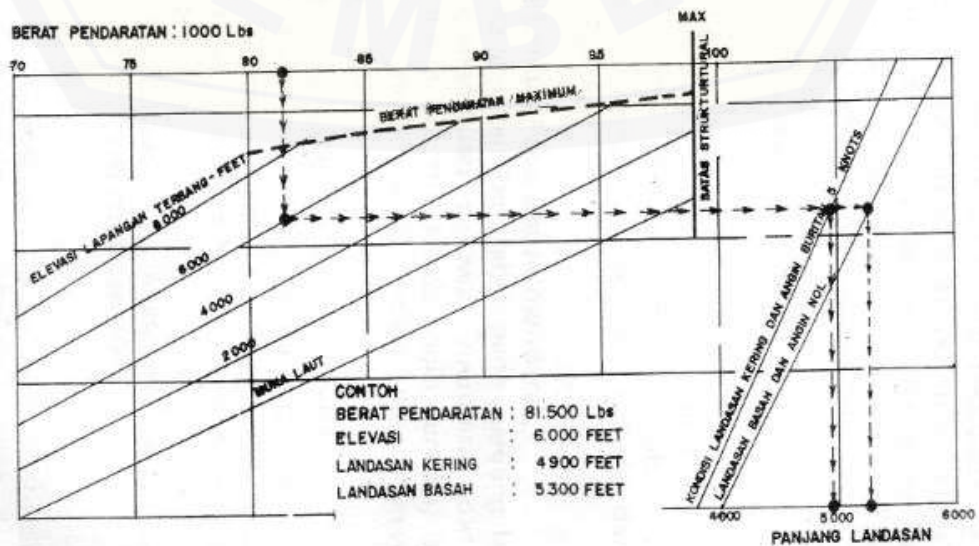 MAX
BERAT PENDARATAN : 1000 Lbs
70 75 80 85 90 95 100
BERAT PENDARATAN MAXIMUM
SATAS STRUKTURTURAL
ELEVASI LAPANGAN TERBANG - FEET
8000
6000
4000
2000
MUKA LAUT
KONDISI LANDASAN KERING DAN ANGIN BURITAN 5 KNOTS
LANDASAN BASAH DAN ANGIN NOL
CONTOH
BERAT PENDARATAN : 81.500 Lbs
ELEVASI : 6.000 FEET
LANDASAN KERING : 4900 FEET
LANDASAN BASAH : 5300 FEET
4000 5000 6000
PANJANG LANDASAN